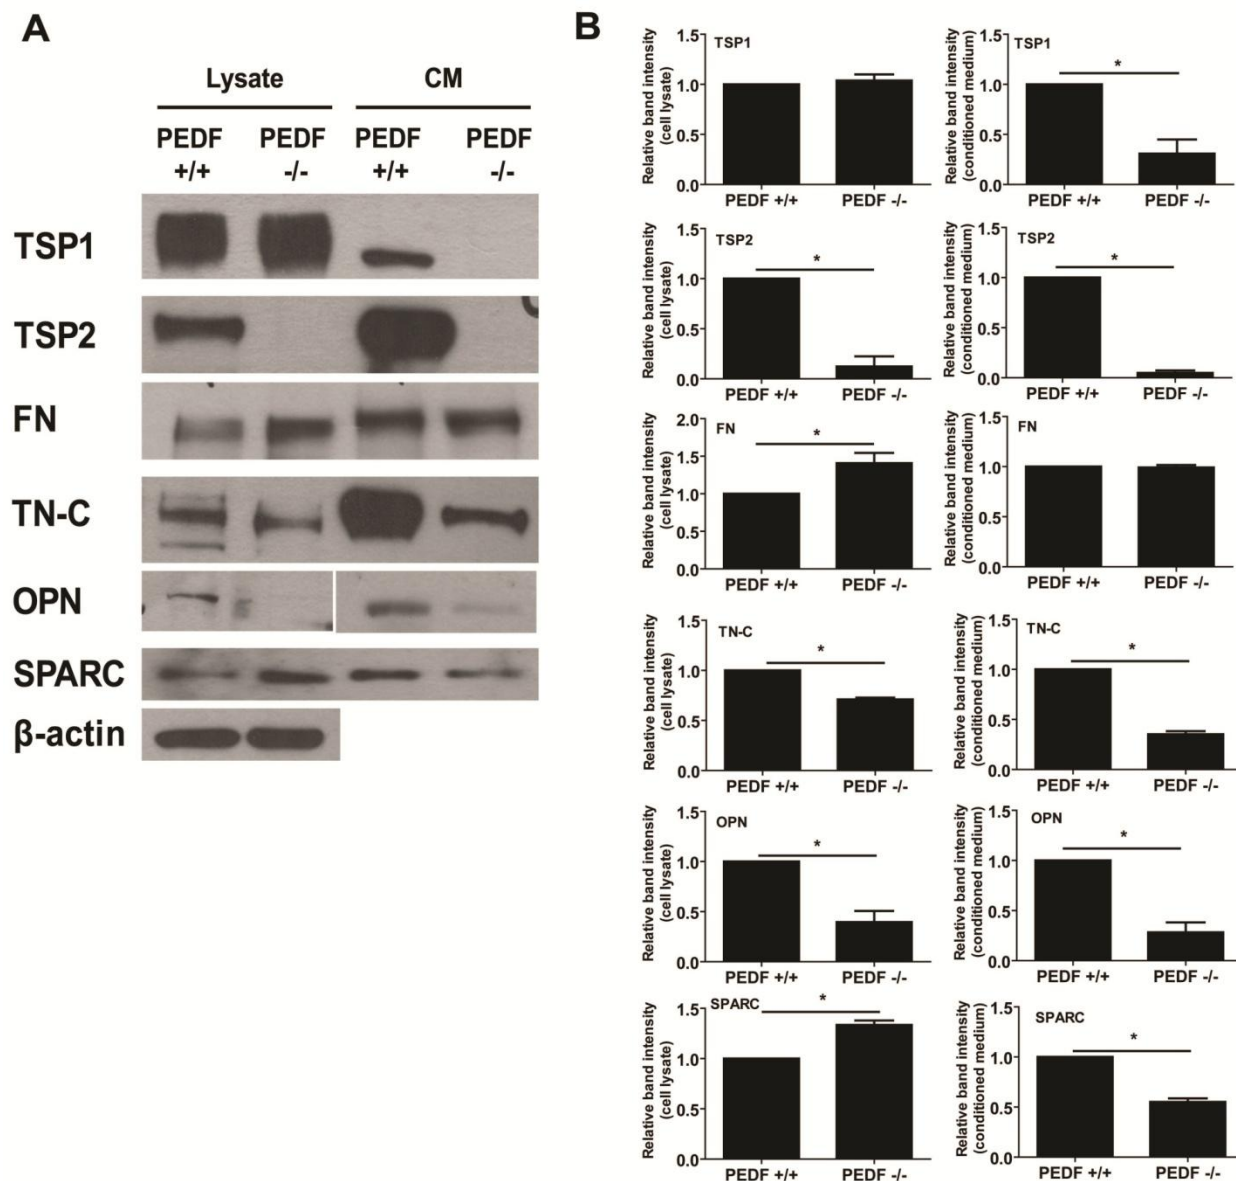 A
Lysate CM
PEDF PEDF PEDF PEDF
+/+ -/- +/+ -/-
TSP1
TSP2
FN
TN-C
OPN
SPARC
β-actin
B
TSP1
Relative band intensity
(cell lysate)
1.5
1.0
0.5
0.0
PEDF +/+ PEDF -/-
TSP1
Relative band intensity
(conditioned medium)
1.5
1.0
0.5
0.0
*
PEDF +/+ PEDF -/-
TSP2
Relative band intensity
(cell lysate)
1.5
1.0
0.5
0.0
*
PEDF +/+ PEDF -/-
TSP2
Relative band intensity
(conditioned medium)
1.5
1.0
0.5
0.0
*
PEDF +/+ PEDF -/-
FN
Relative band intensity
(cell lysate)
2.0
1.5
1.0
0.5
0.0
*
PEDF +/+ PEDF -/-
FN
Relative band intensity
(conditioned medium)
1.5
1.0
0.5
0.0
PEDF +/+ PEDF -/-
TN-C
Relative band intensity
(cell lysate)
1.5
1.0
0.5
0.0
*
PEDF +/+ PEDF -/-
TN-C
Relative band intensity
(conditioned medium)
1.5
1.0
0.5
0.0
*
PEDF +/+ PEDF -/-
OPN
Relative band intensity
(cell lysate)
1.5
1.0
0.5
0.0
*
PEDF +/+ PEDF -/-
OPN
Relative band intensity
(conditioned medium)
1.5
1.0
0.5
0.0
*
PEDF +/+ PEDF -/-
SPARC
Relative band intensity
(cell lysate)
1.5
1.0
0.5
0.0
*
PEDF +/+ PEDF -/-
SPARC
Relative band intensity
(conditioned medium)
1.5
1.0
0.5
0.0
*
PEDF +/+ PEDF -/-